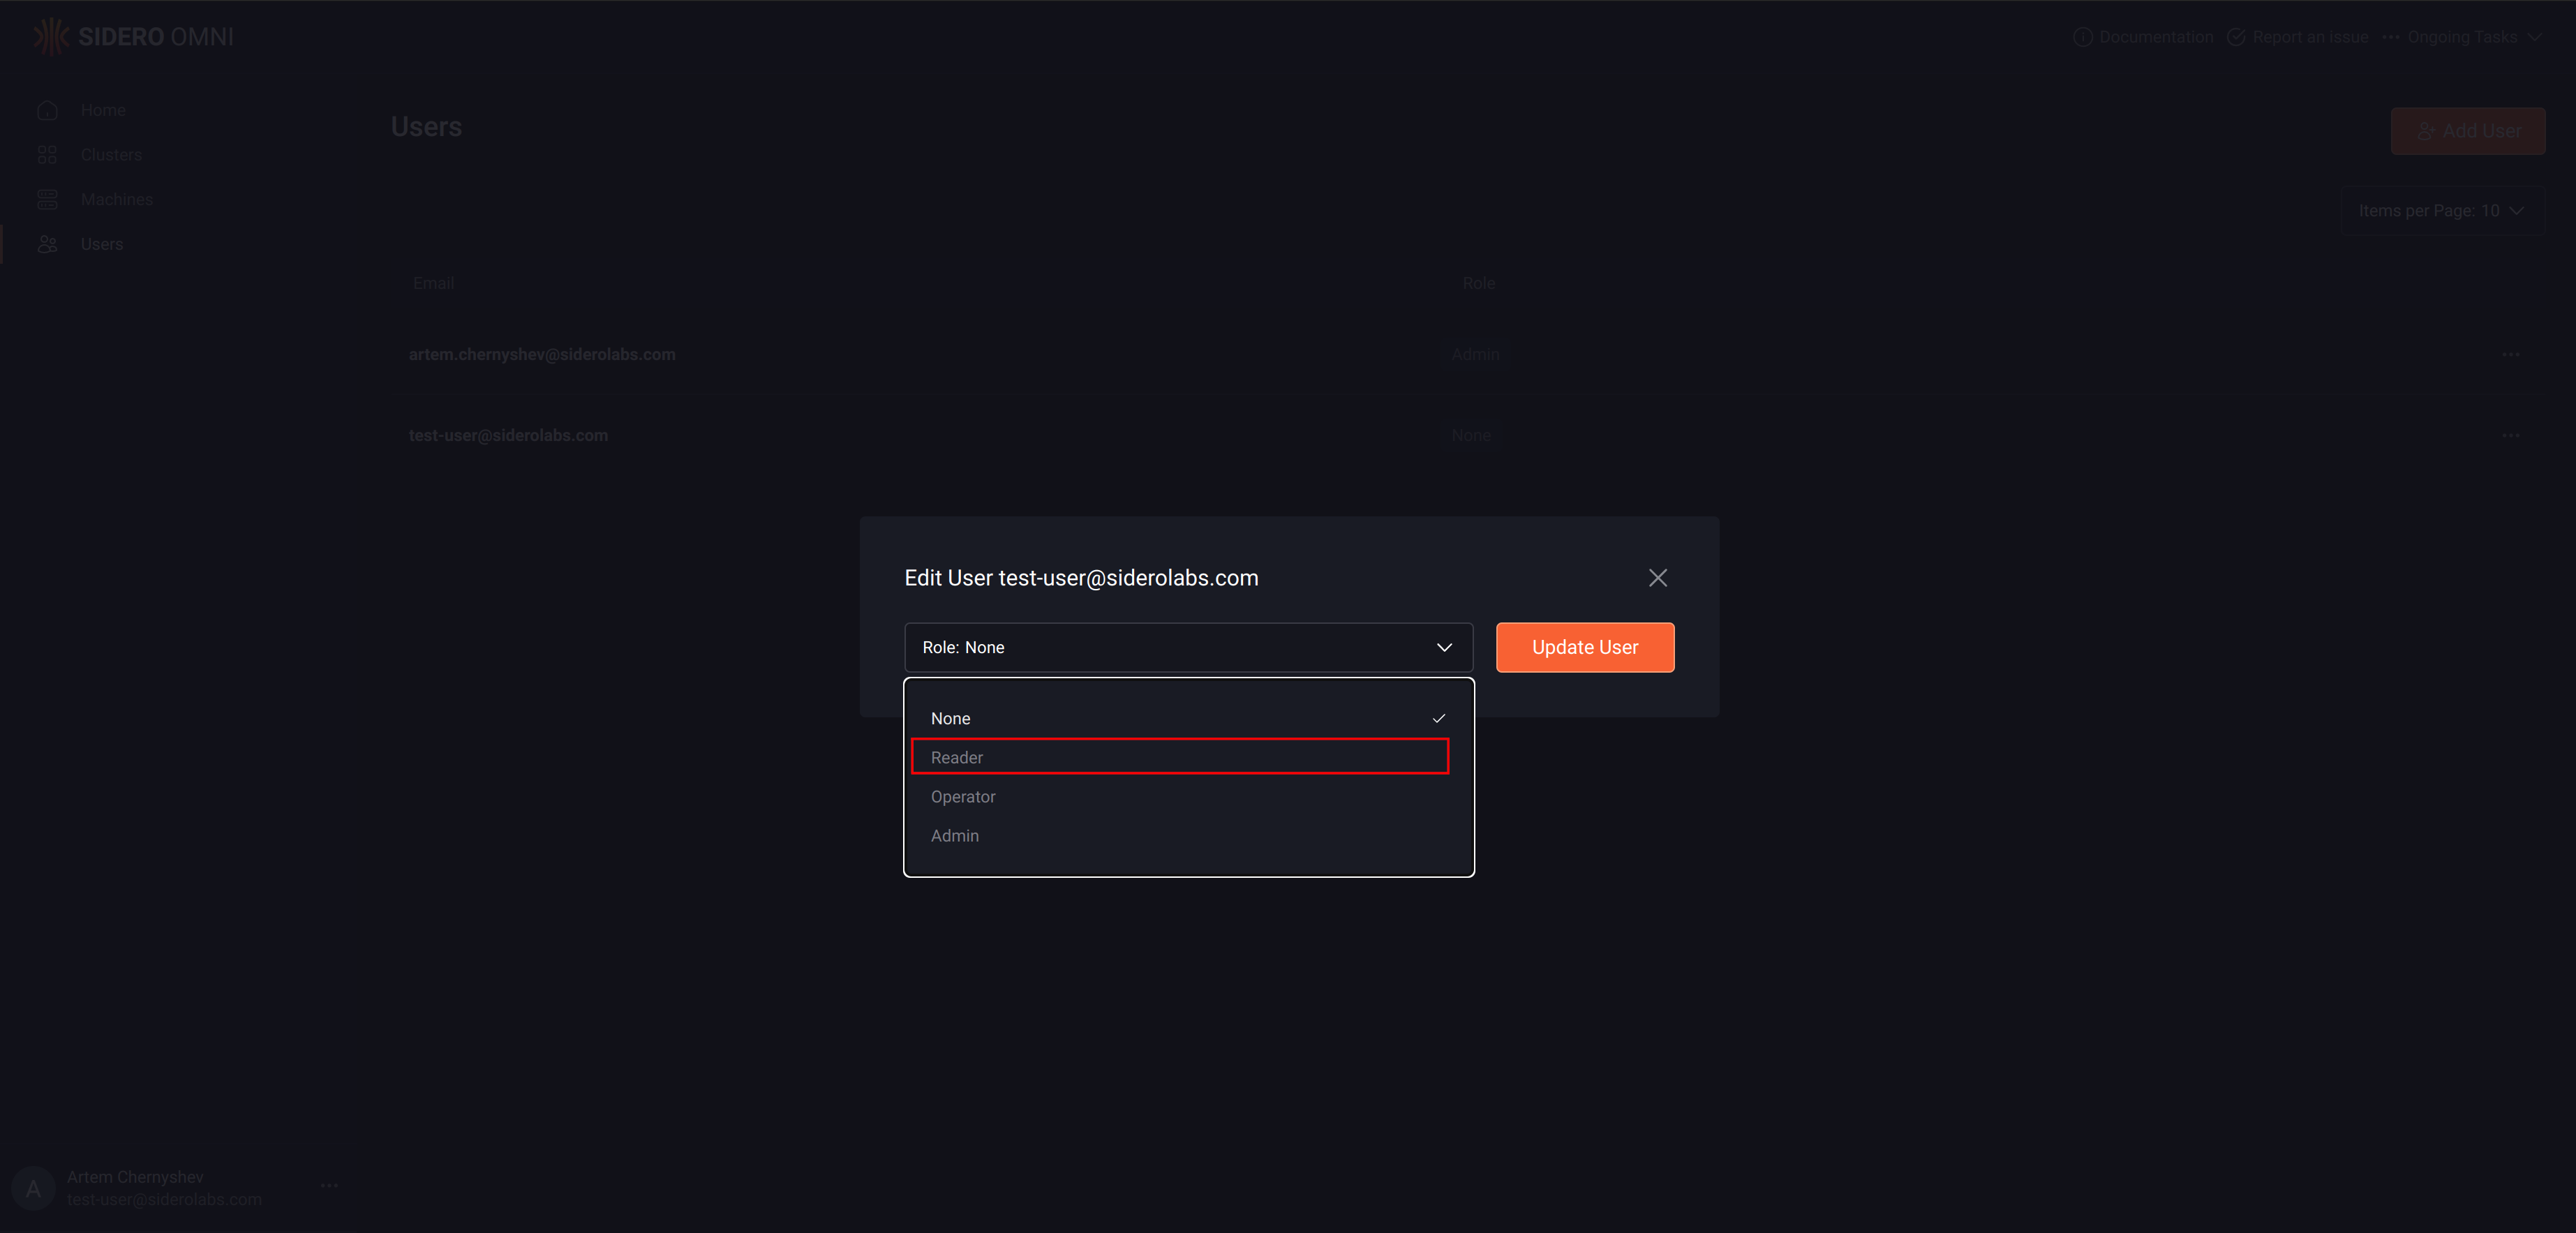 SIDERO OMNI
Documentation
Report an issue
Ongoing Tasks
Home
Clusters
Machines
Users
Users
Add User
Items per Page: 10
Email
Role
artem.chernyshev@siderolabs.com
Admin
test-user@siderolabs.com
None
Edit User test-user@siderolabs.com
Role: None
Update User
None
Reader
Operator
Admin
A
Artem Chernyshev
test-user@siderolabs.com